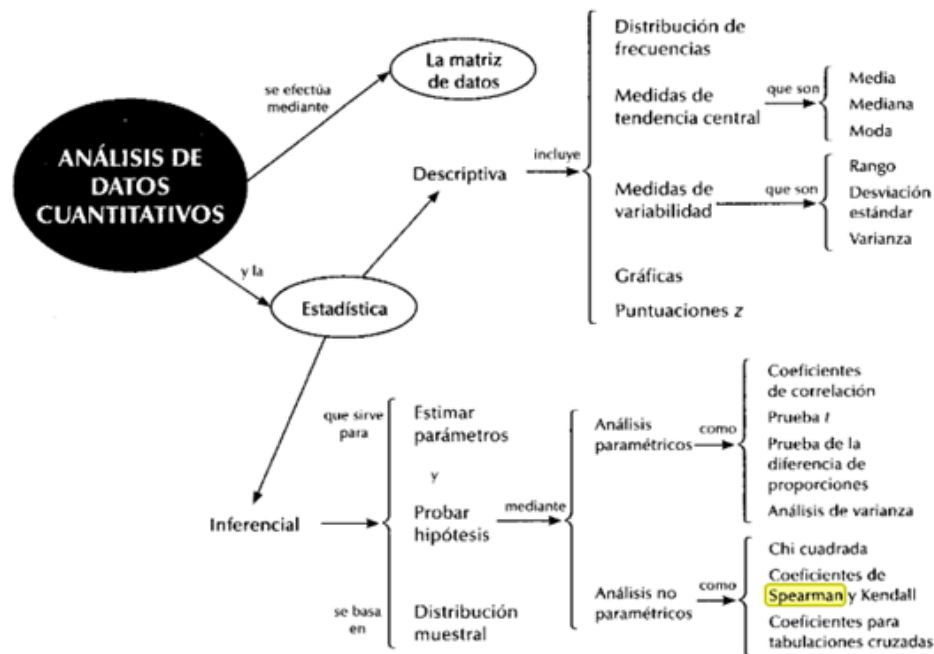 ANÁLISIS DE
DATOS
CUANTITATIVOS
se efectúa
mediante
La matriz
de datos
y la
Estadística
Descriptiva
incluye
Distribución de
frecuencias
Medidas de
tendencia central
que son
Media
Mediana
Moda
Medidas de
variabilidad
que son
Rango
Desviación
estándar
Varianza
Gráficas
Puntuaciones z
Inferencial
que sirve
para
Estimar
parámetros
y
Probar
hipótesis
se basa
en
Distribución
muestral
mediante
Análisis
paramétricos
como
Coeficientes
de correlación
Prueba t
Prueba de la
diferencia de
proporciones
Análisis de varianza
Análisis no
paramétricos
como
Chi cuadrada
Coeficientes de
Spearman y Kendall
Coeficientes para
tabulaciones cruzadas